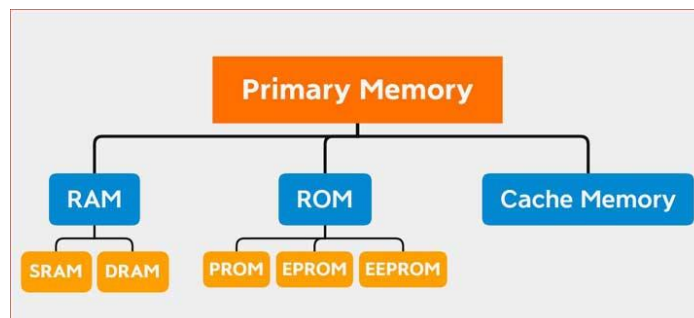 Primary Memory
RAM
ROM
Cache Memory
SRAM
DRAM
PROM
EPROM
EEPROM